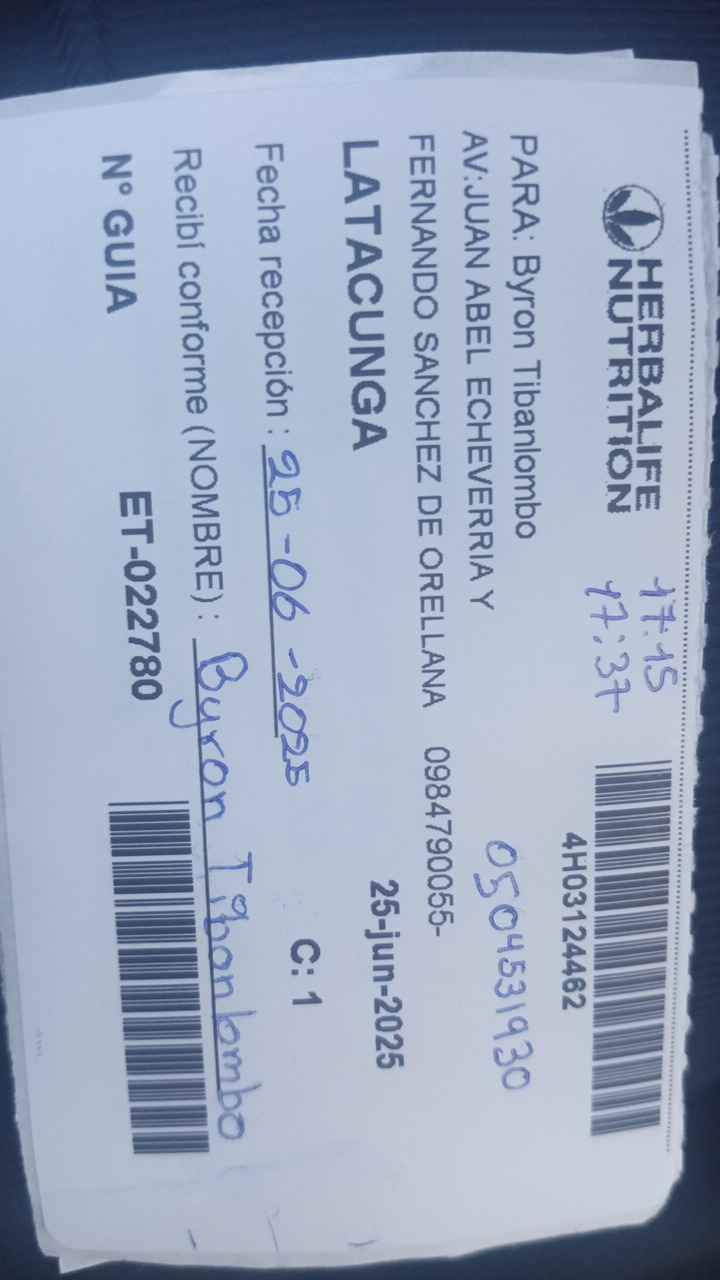 HERBALIFE
NUTRITION
17:15
17:37
4H03124462
PARA: Byron Tibanlombo
0504531930
AV:JUAN ABEL ECHEVERRIA Y
FERNANDO SANCHEZ DE ORELLANA 0984790055-
LATACUNGA 25-jun-2025
Fecha recepción : 25-06-2025 C: 1
Recibí conforme (NOMBRE) : Byron Tibanlombo
Nº GUIA ET-022780